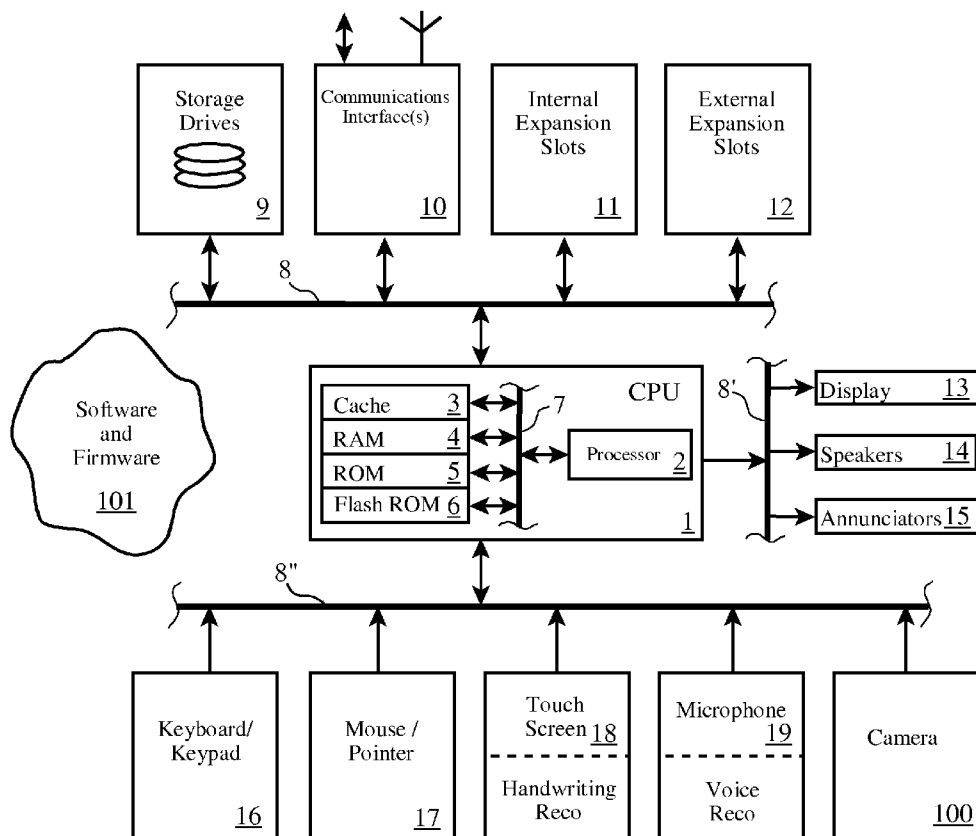 Storage
Drives
9
Communications
Interface(s)
10
Internal
Expansion
Slots
11
External
Expansion
Slots
12
8
Software
and
Firmware
101
CPU
Cache 3
RAM 4
ROM 5
Flash ROM 6
7
Processor 2
1
8'
Display 13
Speakers 14
Annunciators 15
8"
Keyboard/
Keypad
16
Mouse /
Pointer
17
Touch
Screen 18
Handwriting
Reco
Microphone
19
Voice
Reco
Camera
100